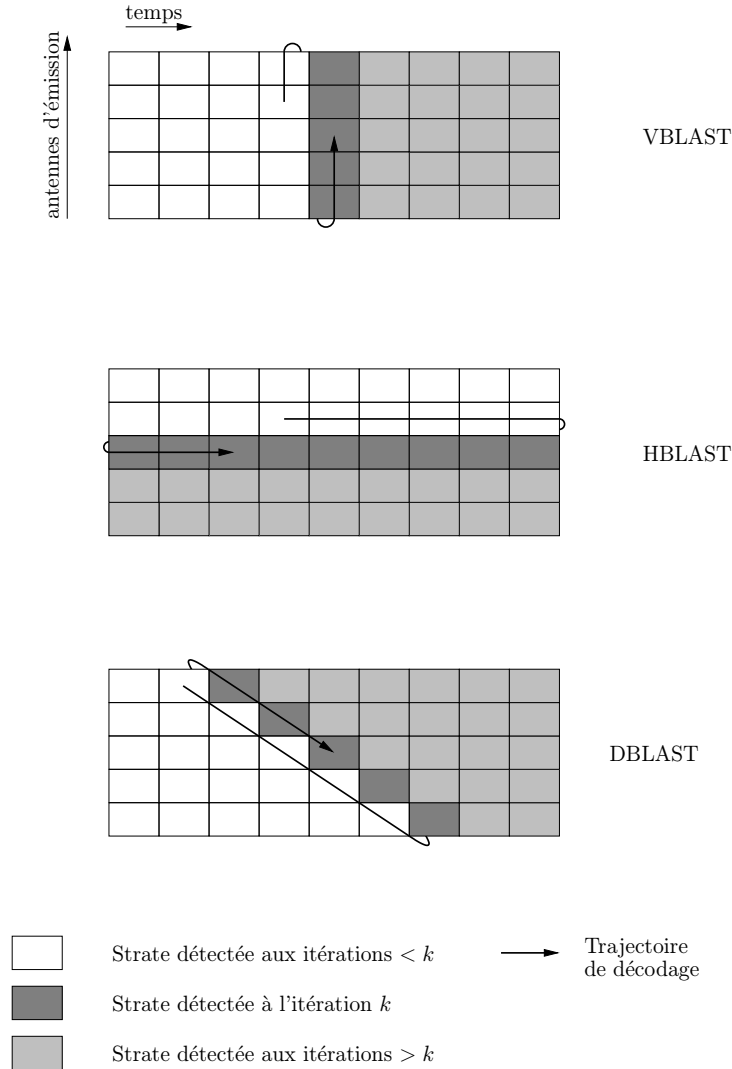 temps
antennes d'émission
VBLAST
HBLAST
DBLAST
Strate détectée aux itérations < k
Trajectoire
de décodage
Strate détectée à l'itération k
Strate détectée aux itérations > k